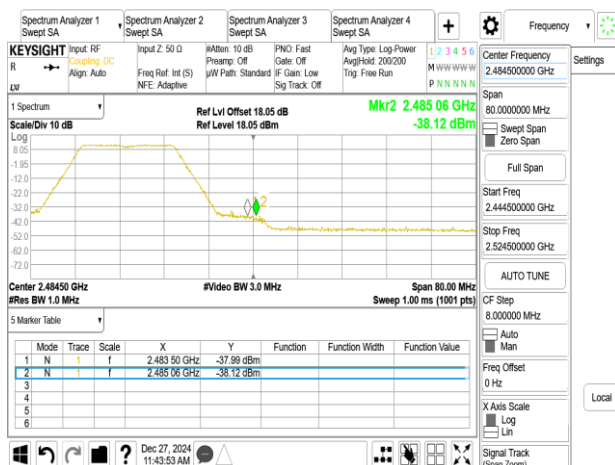 Spectrum Analyzer 1
Swept SA
Spectrum Analyzer 2
Swept SA
Spectrum Analyzer 3
Swept SA
Spectrum Analyzer 4
Swept SA
+
Frequency
KEYSIGHT
R
LXI
Input: RF
Coupling: DC
Align: Auto
Input Z: 50 Ω
Freq Ref: Int (S)
NFE: Adaptive
#Atten: 10 dB
Preamp: Off
µW Path: Standard
PNO: Fast
Gate: Off
IF Gain: Low
Sig Track: Off
Avg Type: Log-Power
Avg|Hold: 200/200
Trig: Free Run
1 2 3 4 5 6
M W W W W W
P N N N N N
1 Spectrum
Scale/Div 10 dB
Log
Ref Lvl Offset 18.05 dB
Ref Level 18.05 dBm
Mkr2 2.485 06 GHz
-38.12 dBm
8.05
-1.95
-12.0
-22.0
-32.0
-42.0
-52.0
-62.0
-72.0
2
Center 2.48450 GHz
#Res BW 1.0 MHz
#Video BW 3.0 MHz
Span 80.00 MHz
Sweep 1.00 ms (1001 pts)
5 Marker Table
Mode Trace Scale X Y Function Function Width Function Value
1 N 1 f 2.483 50 GHz -37.99 dBm
2 N 1 f 2.485 06 GHz -38.12 dBm
3
4
5
6
Dec 27, 2024
11:43:53 AM
Center Frequency
2.484500000 GHz
Span
80.0000000 MHz
Swept Span
Zero Span
Full Span
Start Freq
2.444500000 GHz
Stop Freq
2.524500000 GHz
AUTO TUNE
CF Step
8.000000 MHz
Auto
Man
Freq Offset
0 Hz
X Axis Scale
Log
Lin
Signal Track
(Span Zoom)
Settings
Local